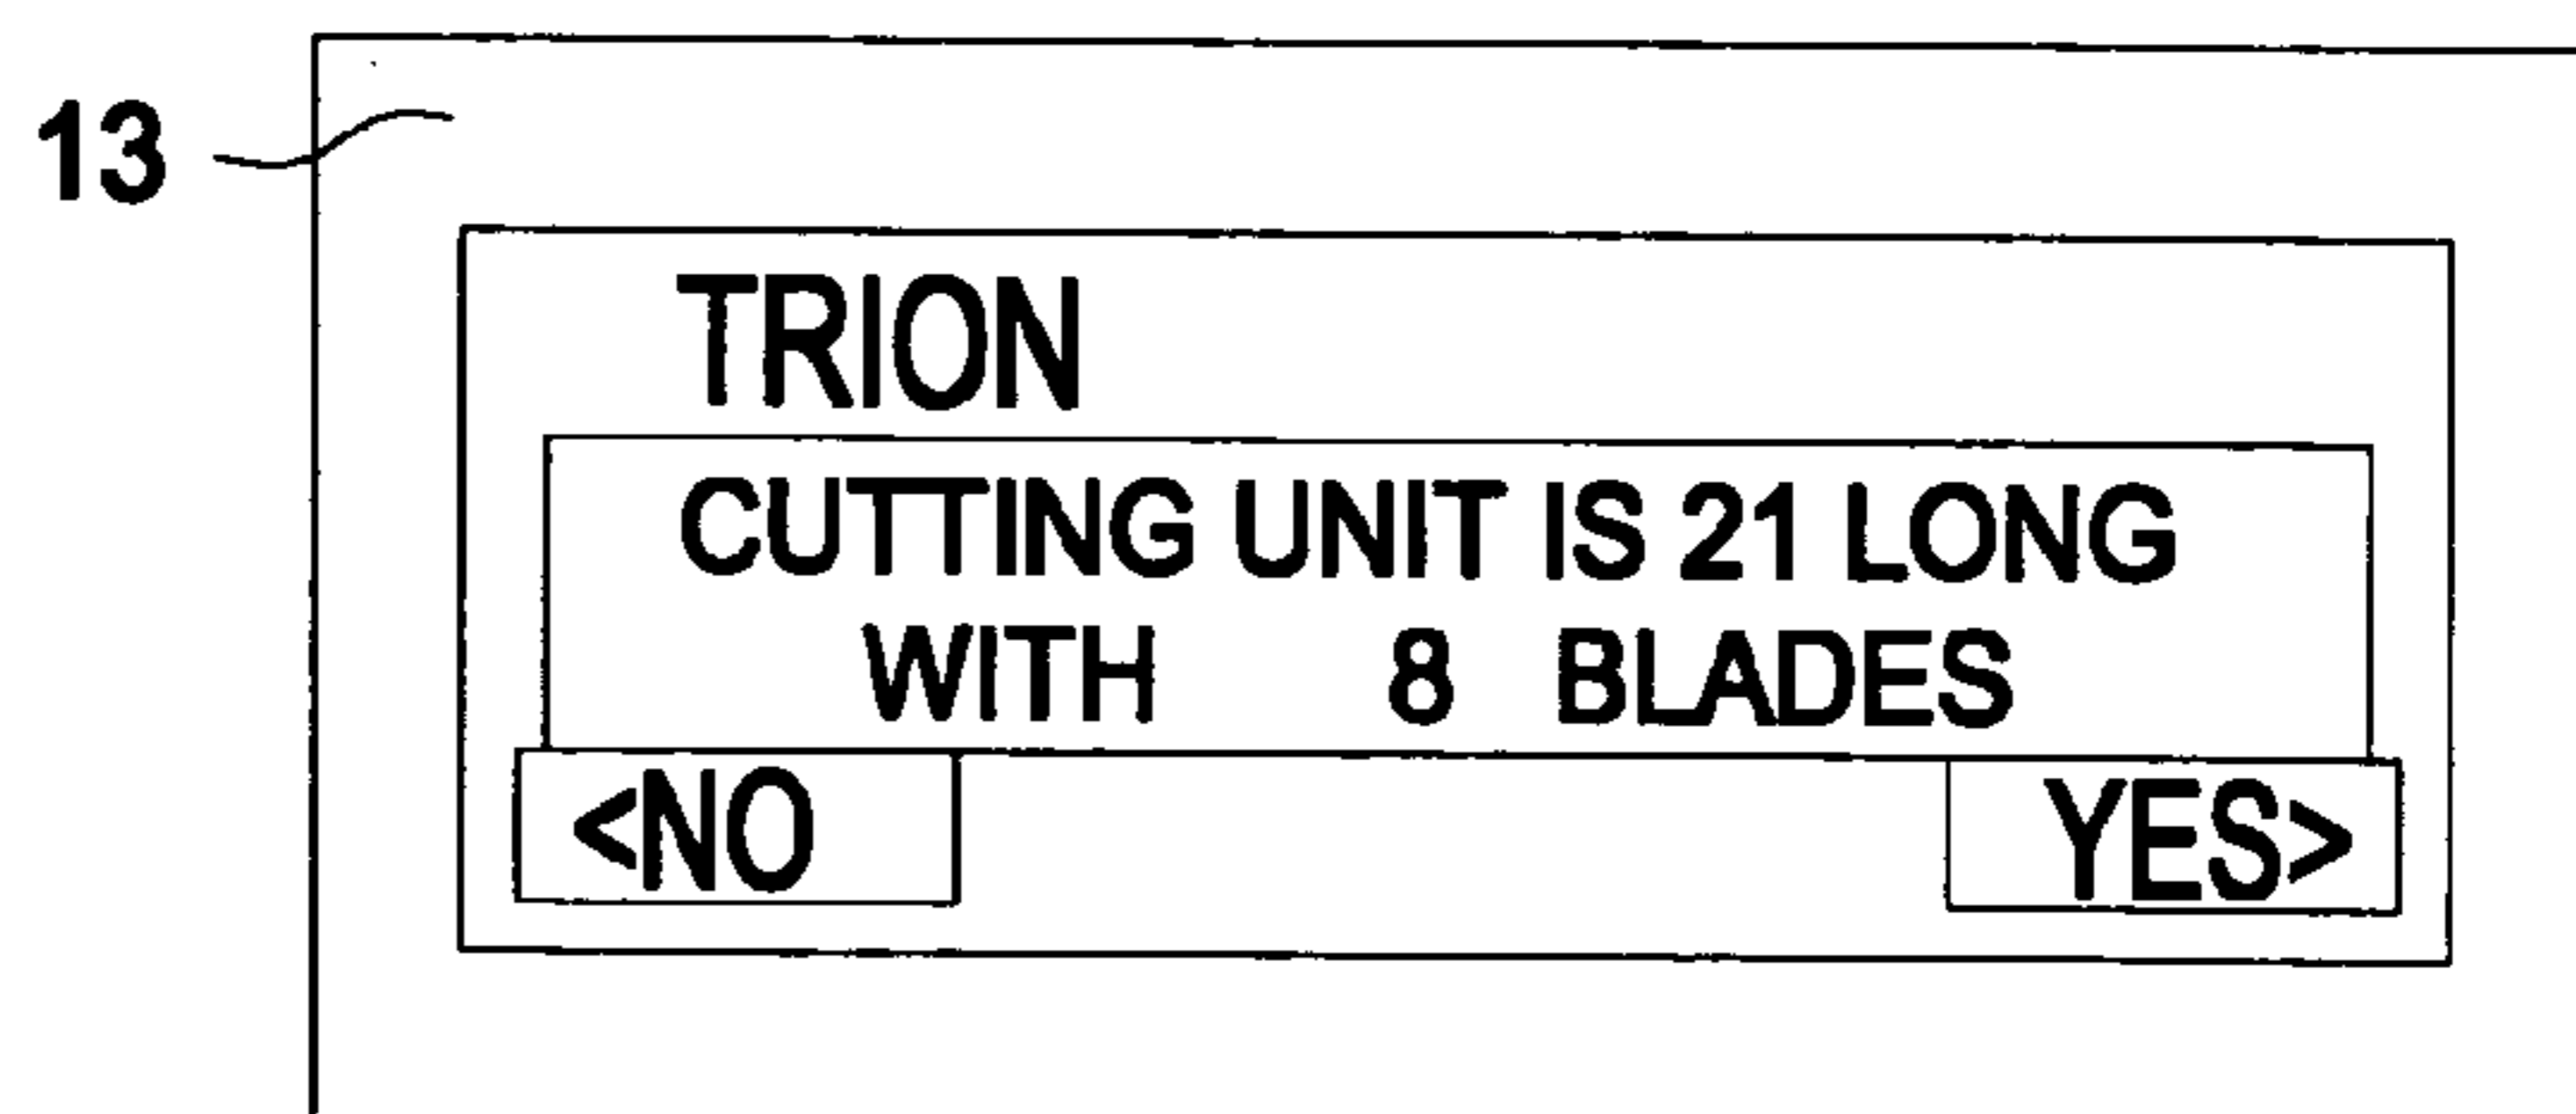 13
TRION
CUTTING UNIT IS 21 LONG
WITH 8 BLADES
<NO YES>